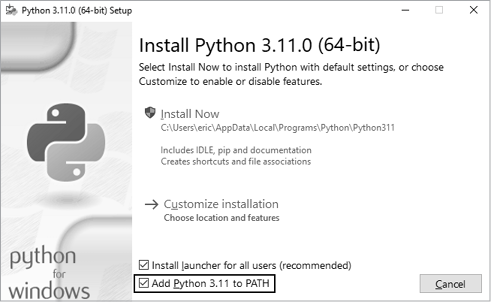 Python 3.11.0 (64-bit) Setup
Install Python 3.11.0 (64-bit)
Select Install Now to install Python with default settings, or choose
Customize to enable or disable features.
Install Now
C:\Users\eric\AppData\Local\Programs\Python\Python311
Includes IDLE, pip and documentation
Creates shortcuts and file associations
Customize installation
Choose location and features
Install launcher for all users (recommended)
Add Python 3.11 to PATH
Cancel
python
for
windows